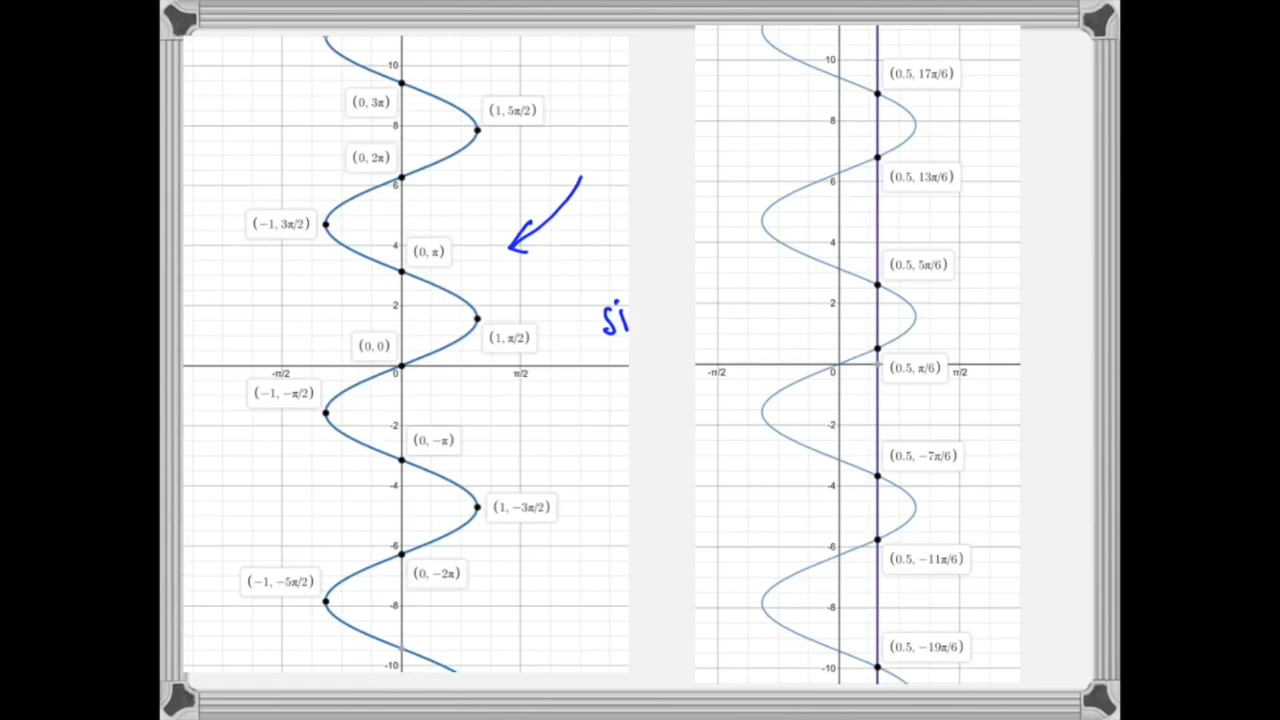 10
(0, 3π)
(1, 5π/2)
8
(0, 2π)
6
(−1, 3π/2)
4
(0, π)
2
(1, π/2)
(0, 0)
-π/2
0
π/2
(−1, −π/2)
-2
(0, −π)
-4
(1, −3π/2)
-6
(0, −2π)
(−1, −5π/2)
-8
-10
si
10
(0.5, 17π/6)
8
(0.5, 13π/6)
6
4
(0.5, 5π/6)
2
-π/2
0
(0.5, π/6)
π/2
-2
(0.5, −7π/6)
-4
-6
(0.5, −11π/6)
-8
(0.5, −19π/6)
-10